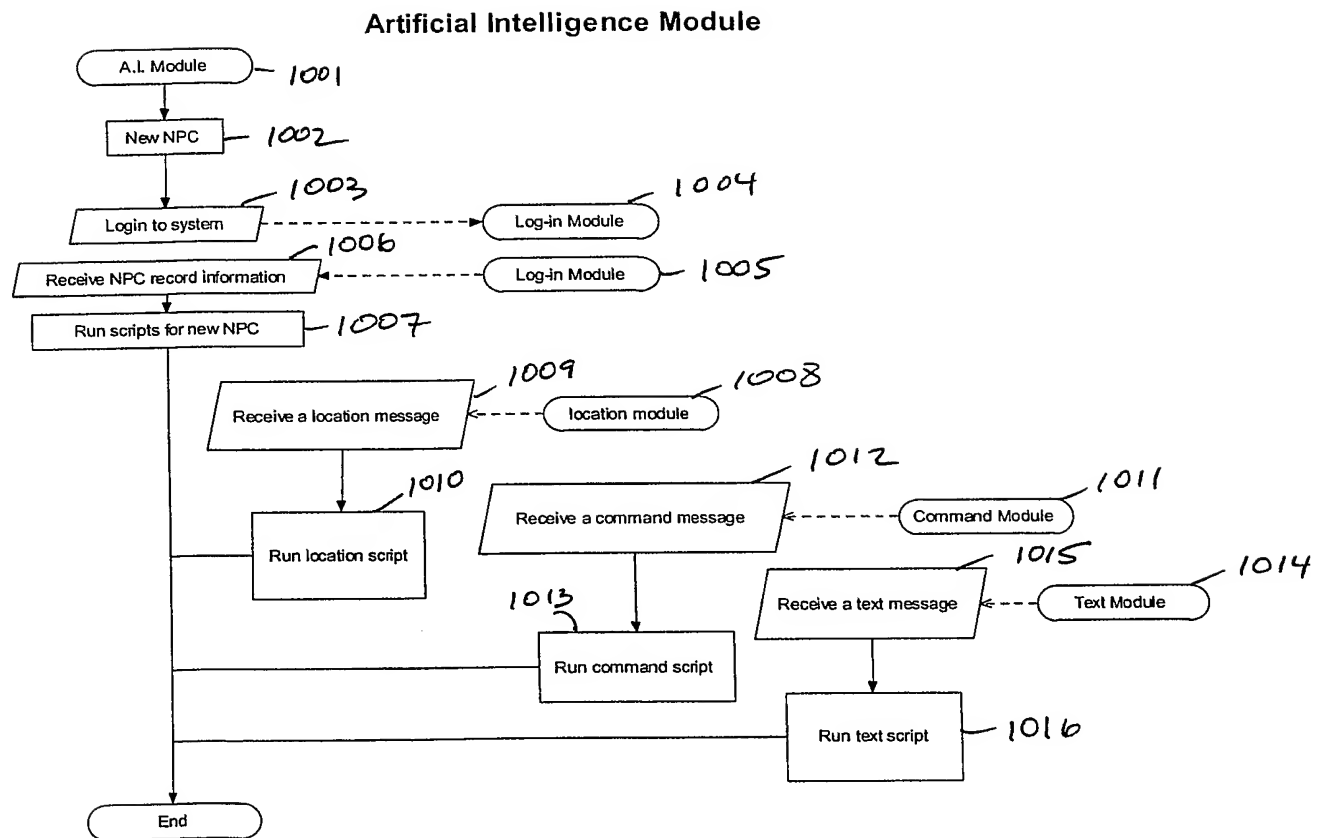 Artificial Intelligence Module
A.I. Module
1001
New NPC
1002
1003
1004
Login to system
Log-in Module
1006
Receive NPC record information
Log-in Module
1005
Run scripts for new NPC
1007
1009
1008
Receive a location message
location module
1010
1012
1011
Run location script
Receive a command message
Command Module
1015
1014
1013
Receive a text message
Text Module
Run command script
Run text script
1016
End